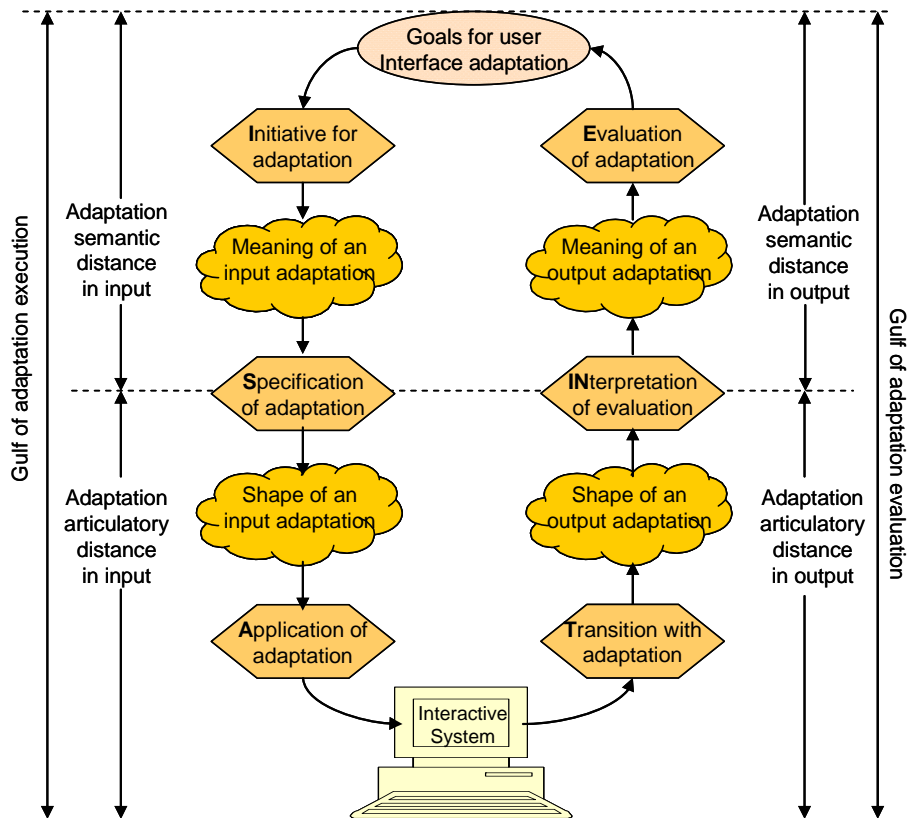 Goals for user
Interface adaptation
Initiative for
adaptation
Evaluation
of adaptation
Gulf of adaptation execution
Adaptation
semantic
distance
in input
Meaning of an
input adaptation
Meaning of an
output adaptation
Adaptation
semantic
distance
in output
Gulf of adaptation evaluation
Specification
of adaptation
INterpretation
of evaluation
Adaptation
articulatory
distance
in input
Shape of an
input adaptation
Shape of an
output adaptation
Adaptation
articulatory
distance
in output
Application of
adaptation
Transition with
adaptation
Interactive
System